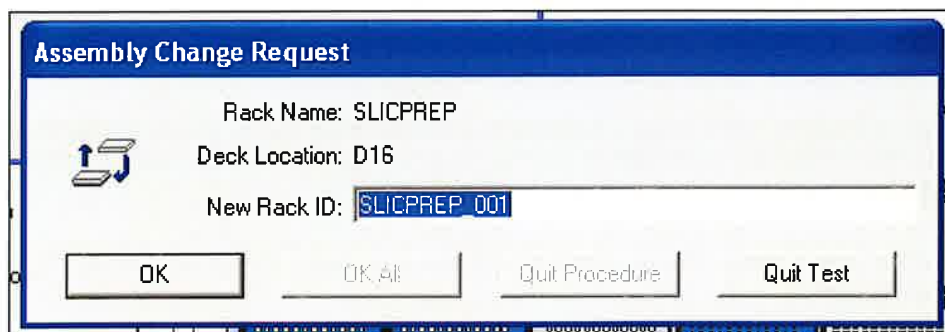 Assembly Change Request
Rack Name: SLICPREP
Deck Location: D16
New Rack ID: SLICPREP_001
OK OK All Quit Procedure Quit Test